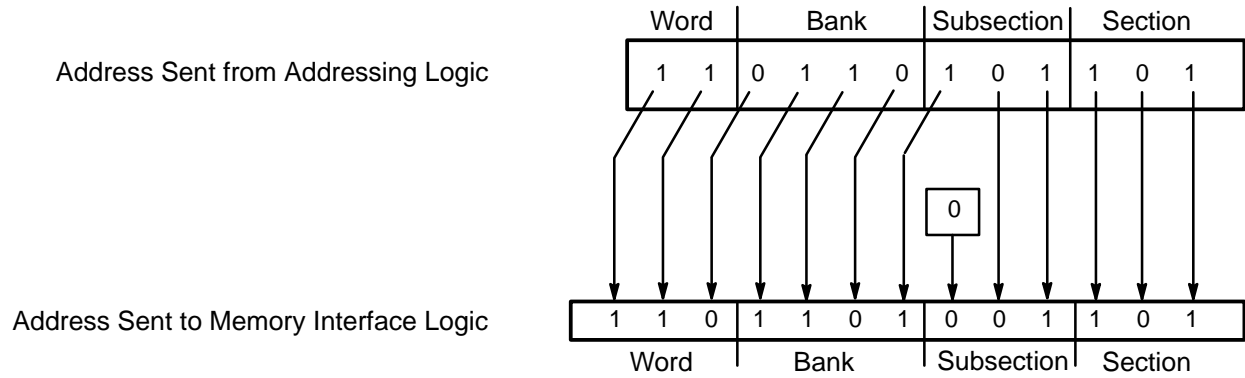 Word Bank Subsection Section
Address Sent from Addressing Logic 1 1 0 1 1 0 1 0 1 1 0 1
0
Address Sent to Memory Interface Logic 1 1 0 1 1 0 1 0 0 1 1 0 1
Word Bank Subsection Section